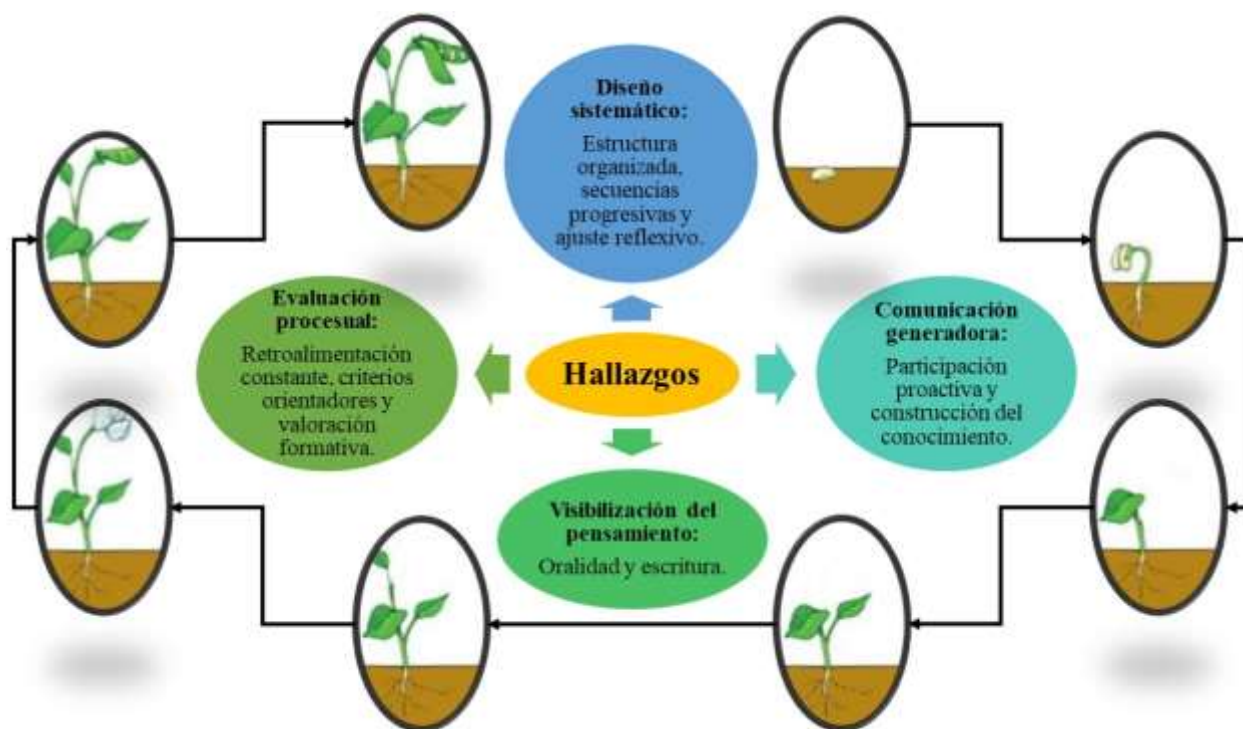 Diseño
sistemático:
Estructura
organizada,
secuencias
progresivas y
ajuste reflexivo.
Evaluación
procesual:
Retroalimentación
constante, criterios
orientadores y
valoración
formativa.
Hallazgos
Comunicación
generadora:
Participación
proactiva y
construcción del
conocimiento.
Visibilización del
pensamiento:
Oralidad y escritura.